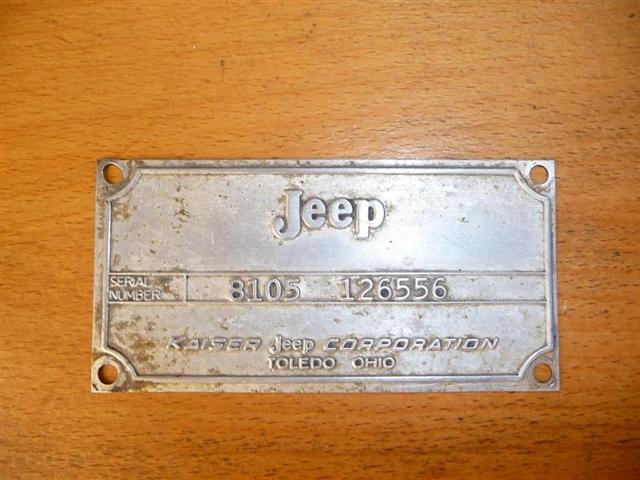 Jeep
SERIAL NUMBER 8105 126556
KAISER Jeep CORPORATION
TOLEDO OHIO